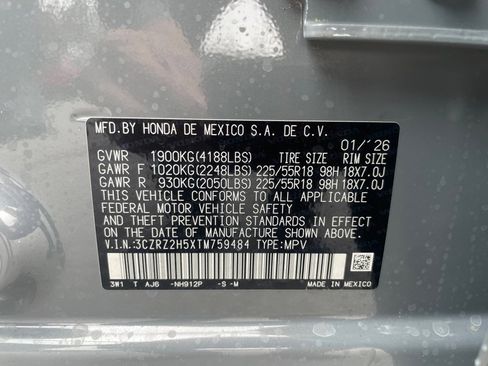 MFD.BY HONDA DE MEXICO S.A. DE C.V.
01/'26
GVWR 1900KG(4188LBS) TIRE SIZE RIM SIZE
GAWR F 1020KG(2248LBS) 225/55R18 98H 18X7.0J
GAWR R 930KG(2050LBS) 225/55R18 98H 18X7.0J
THIS VEHICLE CONFORMS TO ALL APPLICABLE
FEDERAL MOTOR VEHICLE SAFETY
AND THEFT PREVENTION STANDARDS IN EFFECT
ON THE DATE OF MANUFACTURE SHOWN ABOVE.
V.I.N.:3CZRZ2H5XTM759484 TYPE:MPV
3W1 T AJ6 -NH912P -S -M MADE IN MEXICO